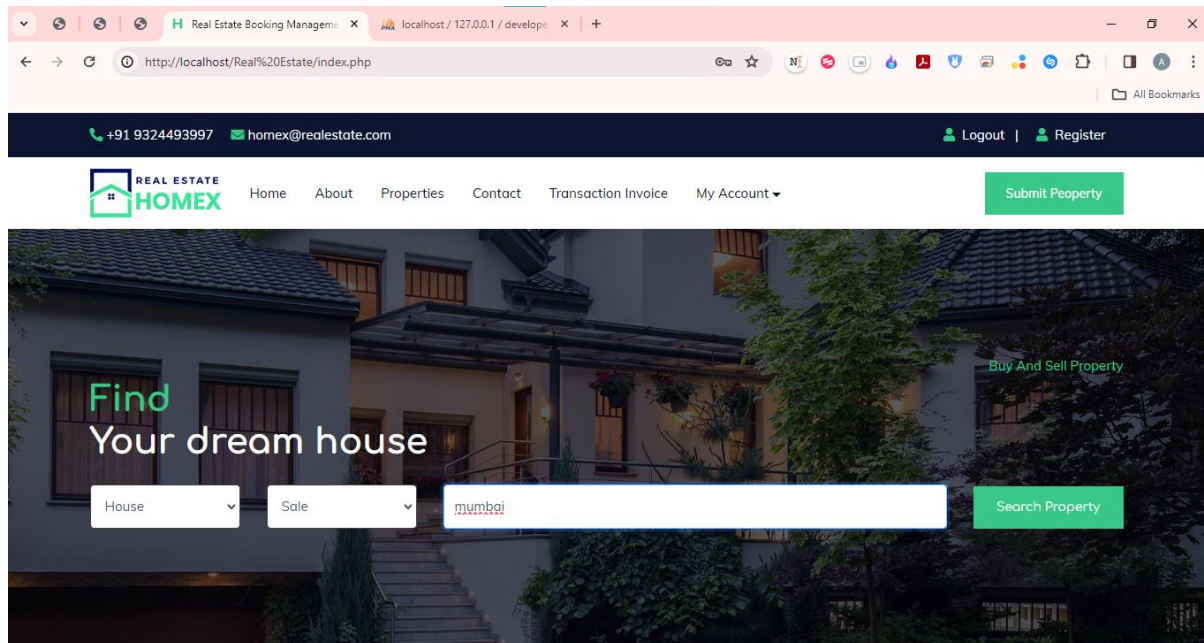 H Real Estate Booking Manageme
localhost / 127.0.0.1 / develope
http://localhost/Real%20Estate/index.php
All Bookmarks
+91 9324493997 homex@realestate.com Logout | Register
REAL ESTATE
HOMEX
Home About Properties Contact Transaction Invoice My Account Submit Peoperty
Buy And Sell Property
Find
Your dream house
House Sale mumbai Search Property